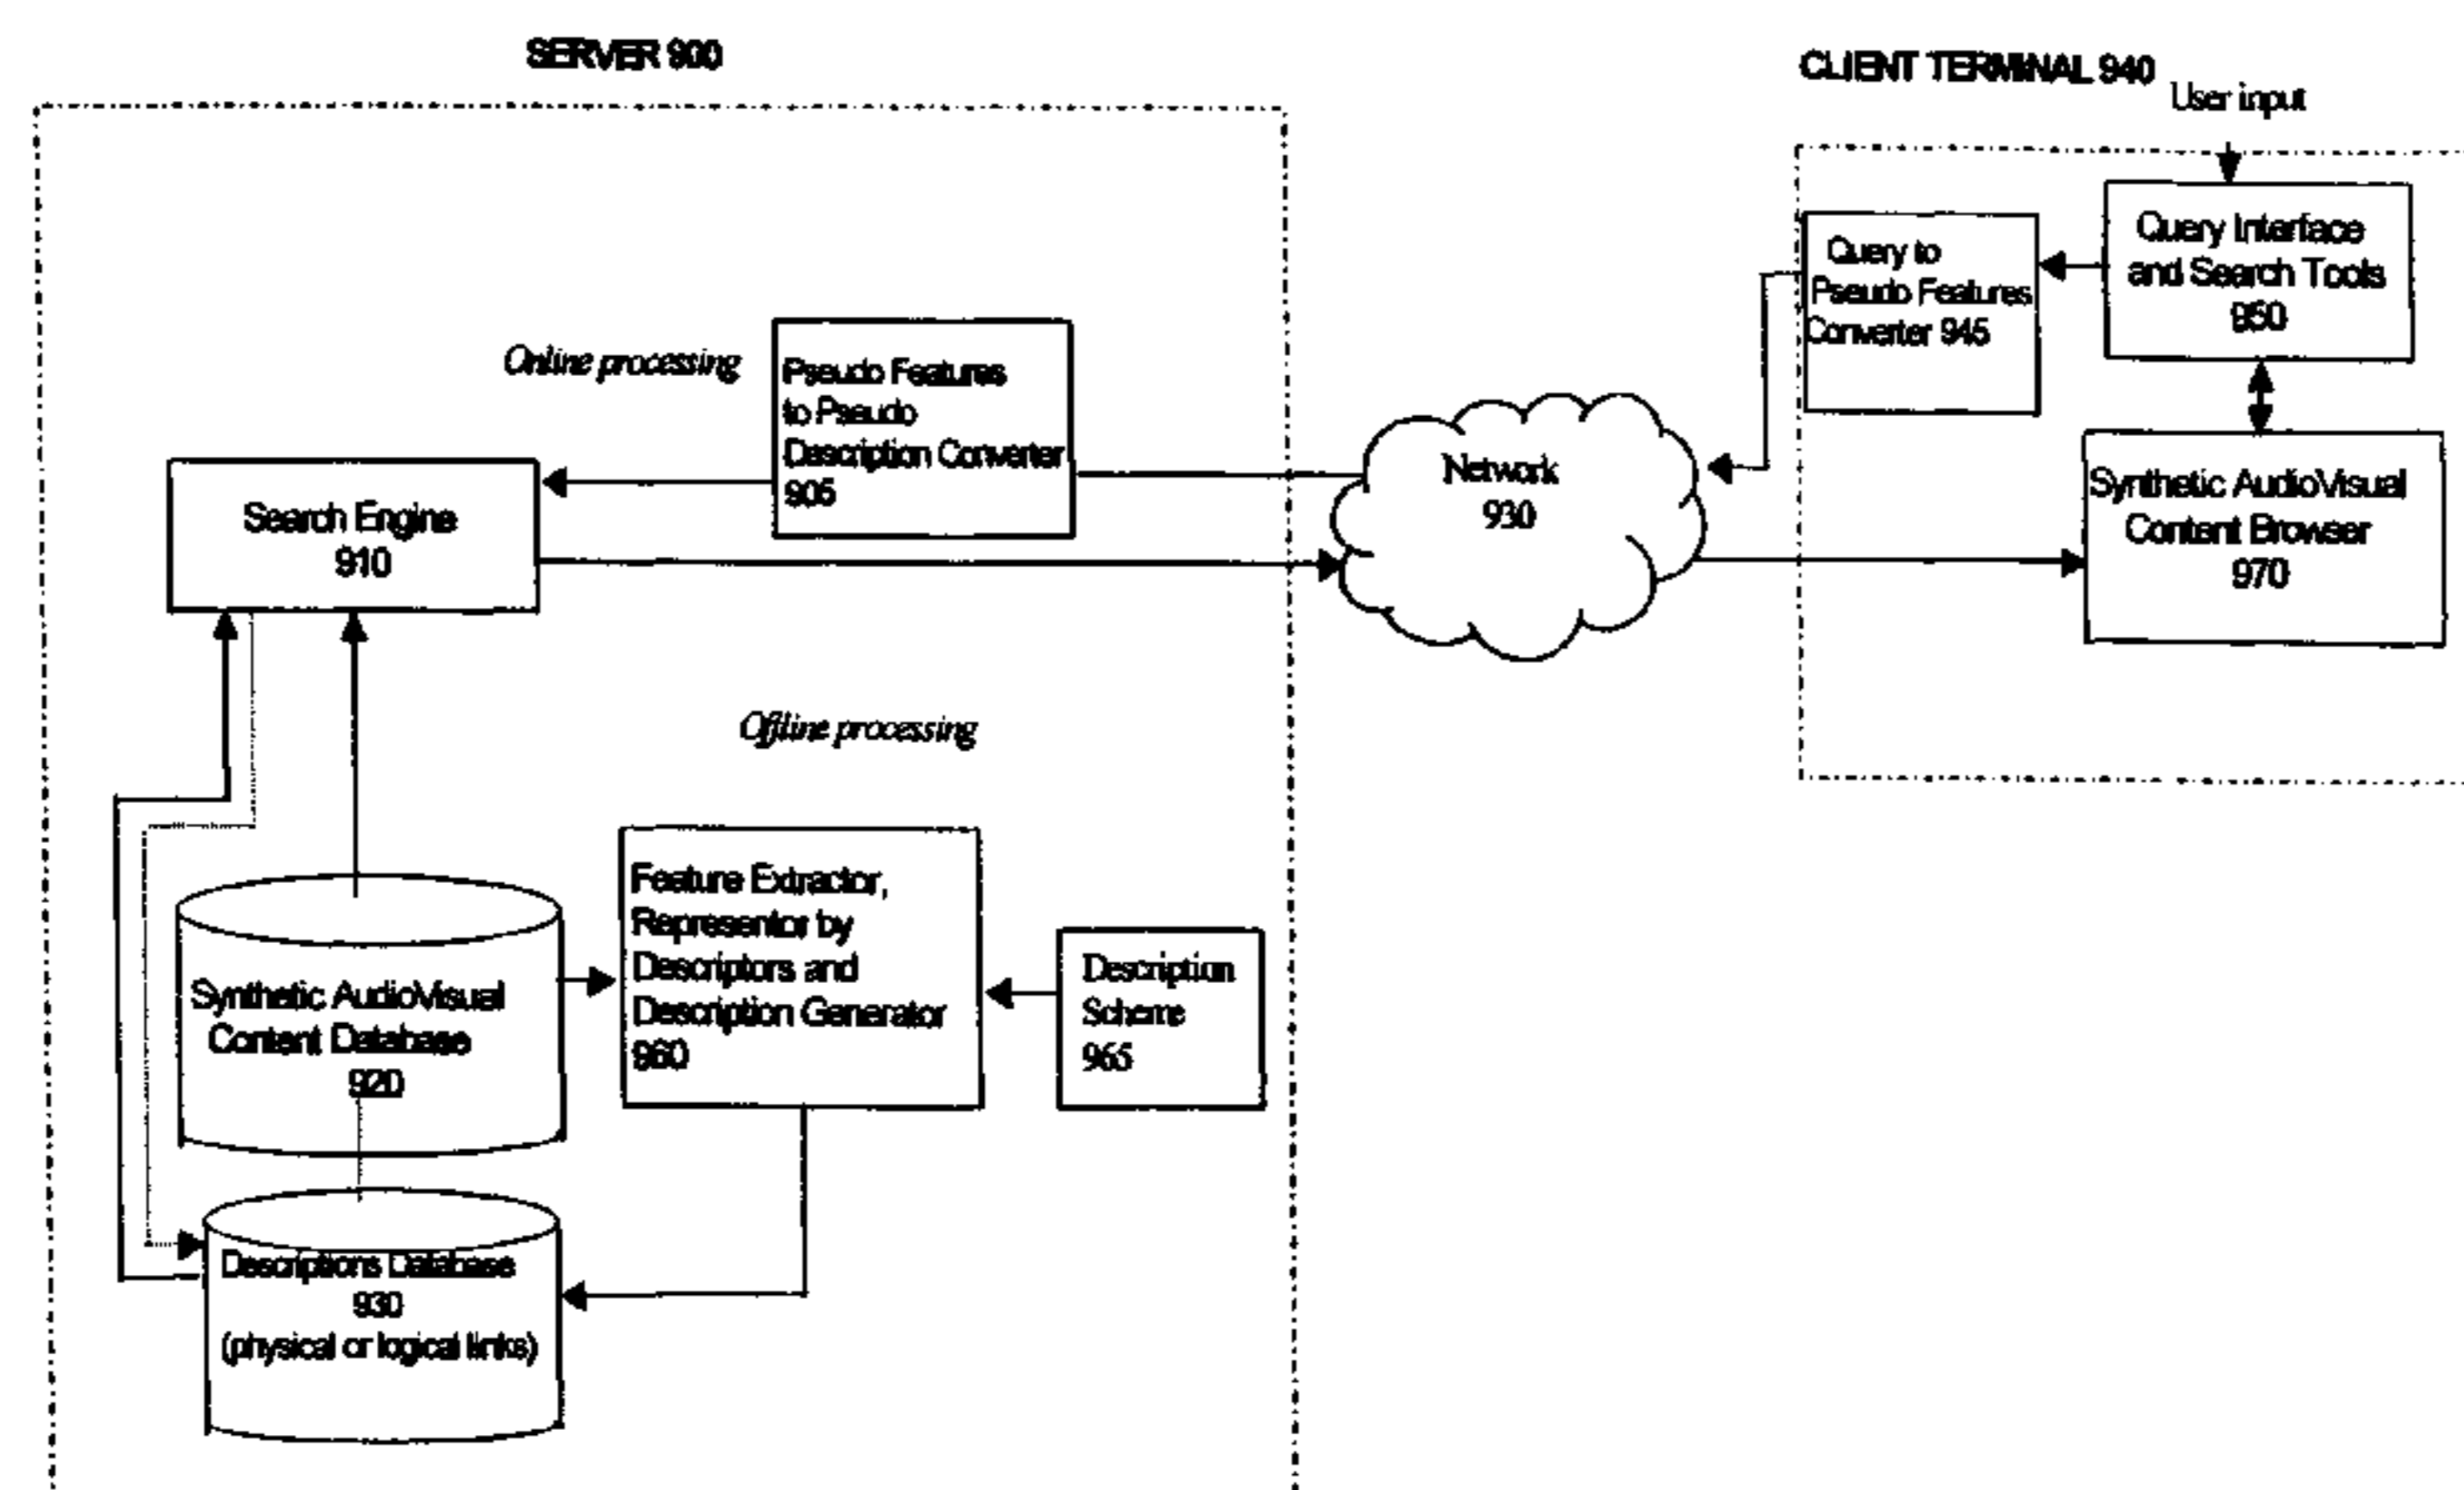 SERVER 900
CLIENT TERMINAL 940
User input
Query Interface
and Search Tools
950
Query to
Pseudo Features
Converter 945
Online processing
Pseudo Features
to Pseudo
Description Converter
905
Network
930
Synthetic AudioVisual
Content Browser
970
Search Engine
910
Offline processing
Feature Extractor,
Representor by
Descriptors and
Description Generator
960
Description
Scheme
965
Synthetic AudioVisual
Content Database
920
Descriptions Database
930
(physical or logical links)